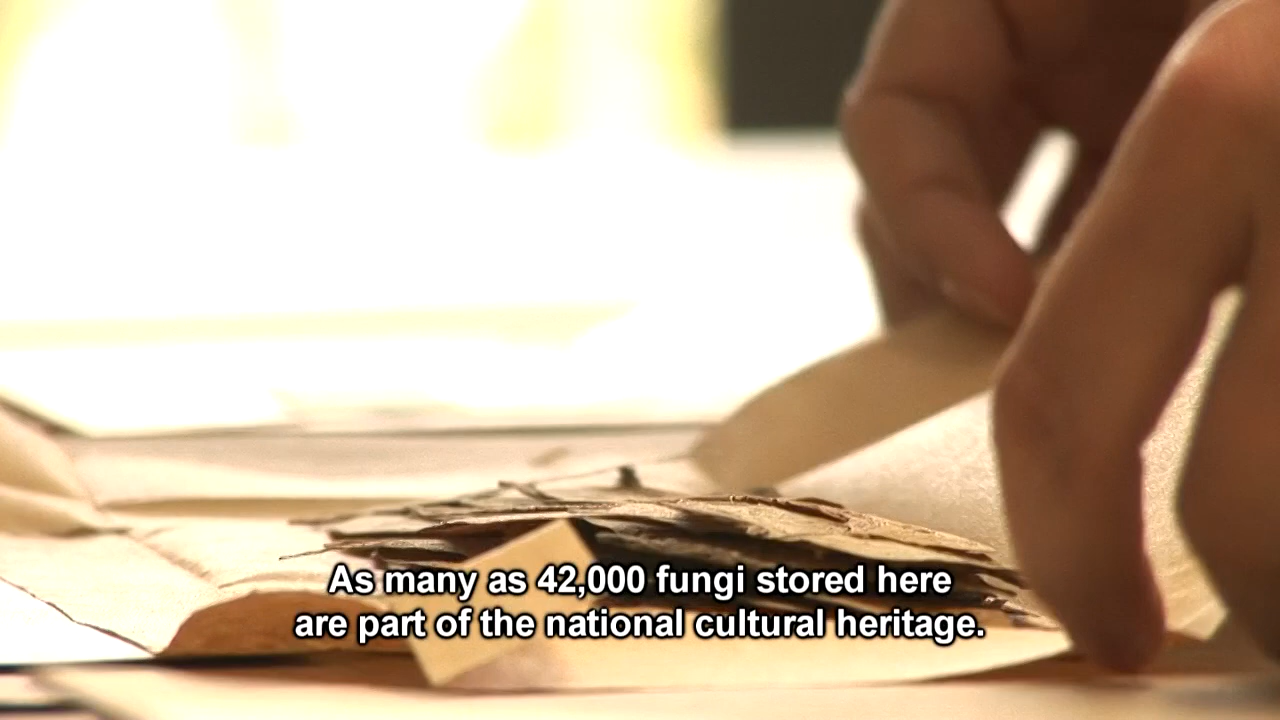 As many as 42,000 fungi stored here
are part of the national cultural heritage.